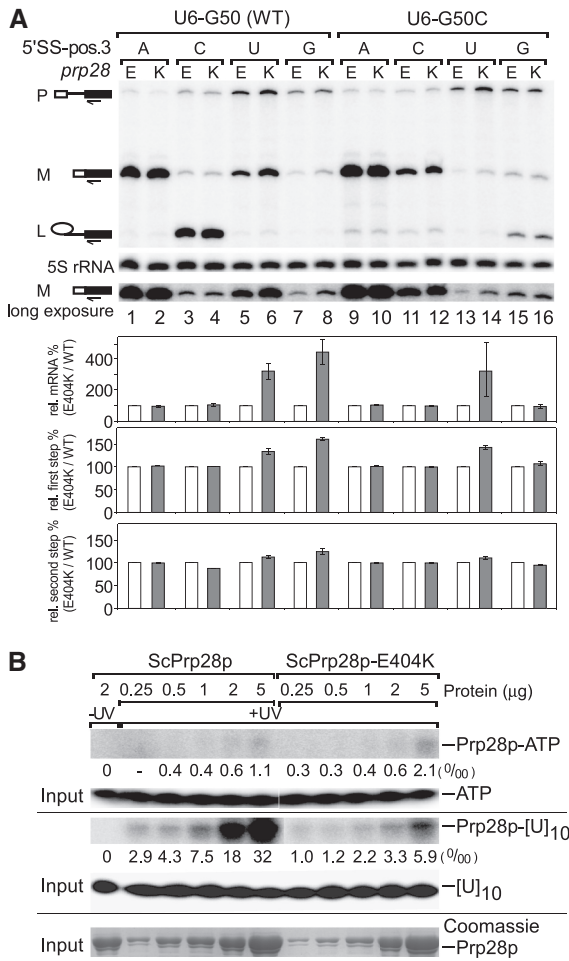 A
U6-G50 (WT) U6-G50C
5'SS-pos.3 A C U G A C U G
prp28 E K E K E K E K E K E K E K E K
P
M
L
5S rRNA
M
long exposure 1 2 3 4 5 6 7 8 9 10 11 12 13 14 15 16
rel. mRNA %
(E404K / WT)
400
200
0
rel. first step %
(E404K / WT)
150
100
50
0
rel. second step %
(E404K / WT)
150
100
50
0
B
ScPrp28p ScPrp28p-E404K
2 0.25 0.5 1 2 5 0.25 0.5 1 2 5 Protein (µg)
-UV +UV
Prp28p-ATP
0 - 0.4 0.4 0.6 1.1 0.3 0.3 0.4 0.6 2.1 (0/00)
Input ATP
Prp28p-[U]10
0 2.9 4.3 7.5 18 32 1.0 1.2 2.2 3.3 5.9 (0/00)
Input [U]10
Coomassie
Input Prp28p